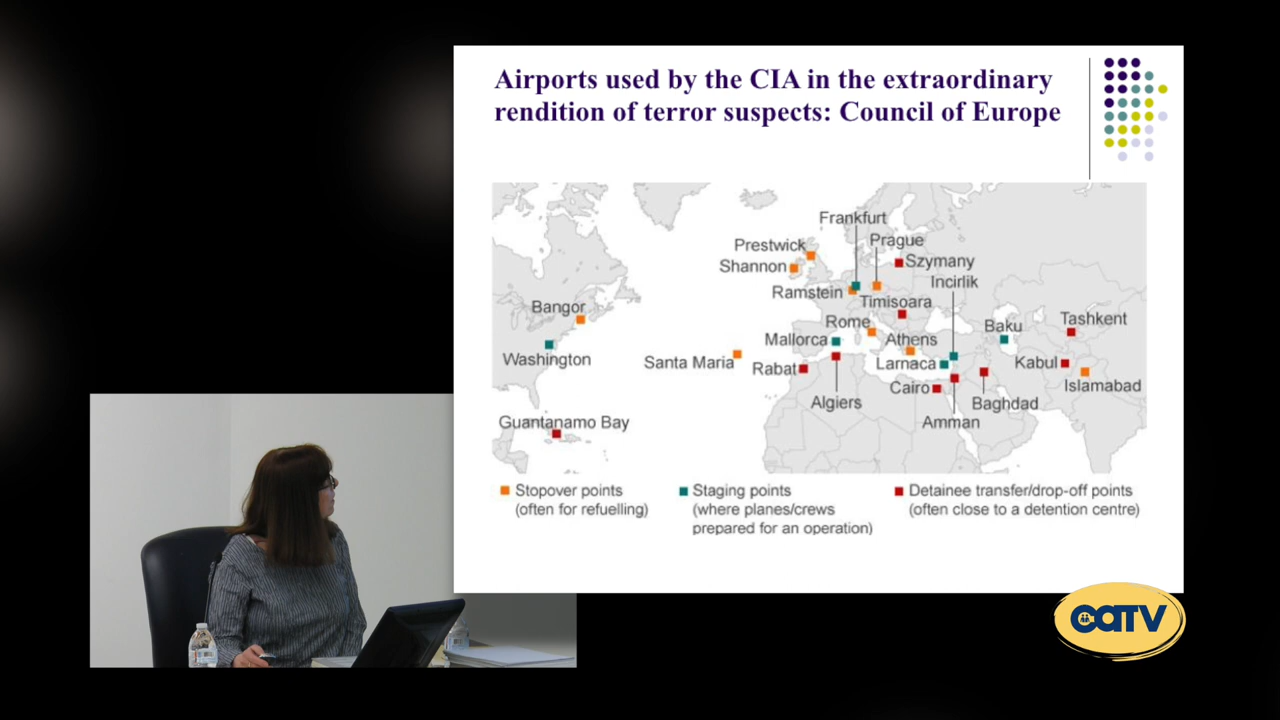 Airports used by the CIA in the extraordinary
rendition of terror suspects: Council of Europe
Frankfurt
Prestwick
Prague
Shannon
Szymany
Incirlik
Ramstein
Timisoara
Bangor
Rome
Baku
Tashkent
Mallorca
Athens
Washington
Santa Maria
Rabat
Larnaca
Kabul
Cairo
Islamabad
Algiers
Baghdad
Amman
Guantanamo Bay
Stopover points
(often for refuelling)
Staging points
(where planes/crews
prepared for an operation)
Detainee transfer/drop-off points
(often close to a detention centre)
CATV